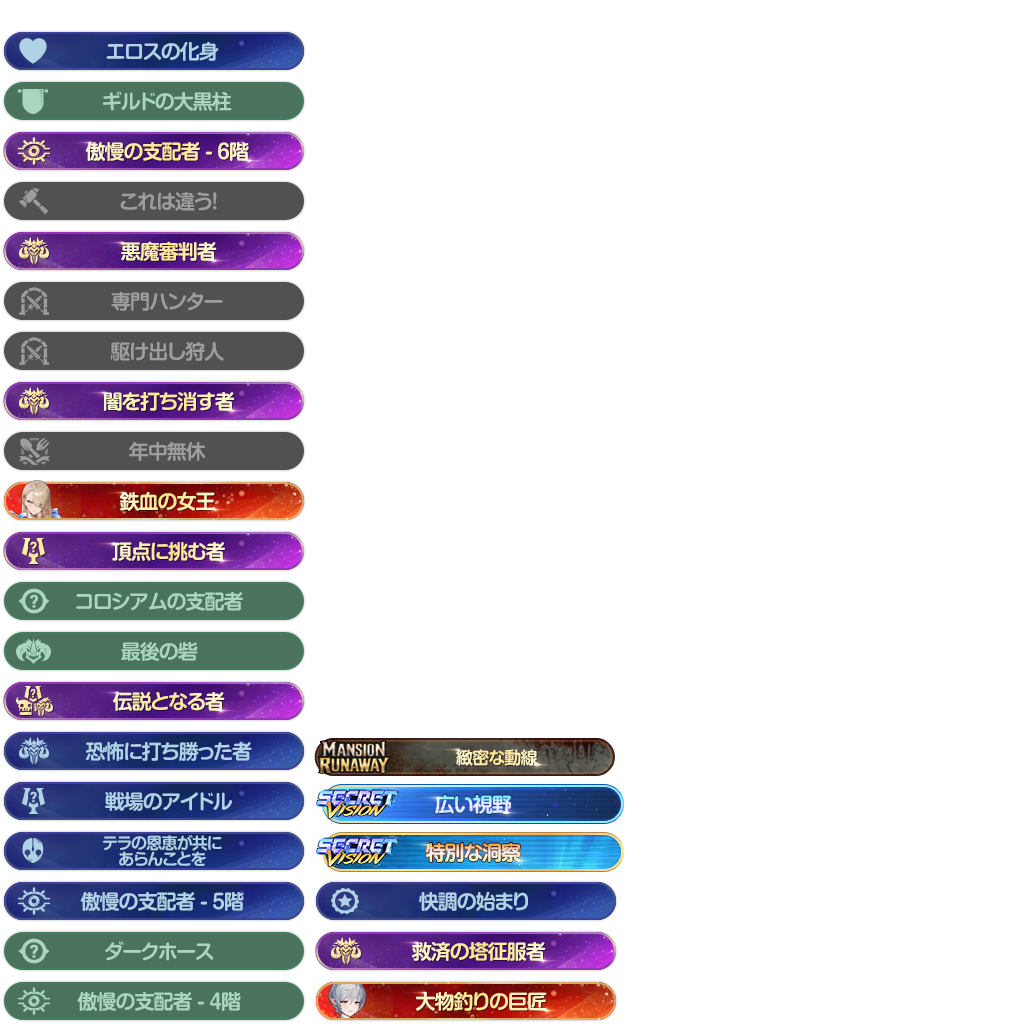 エロスの化身
ギルドの大黒柱
傲慢の支配者 - 6階
これは違う!
悪魔審判者
専門ハンター
駆け出し狩人
闇を打ち消す者
年中無休
鉄血の女王
頂点に挑む者
コロシアムの支配者
最後の砦
伝説となる者
恐怖に打ち勝った者
戦場のアイドル
テラの恩恵が共に
あらんことを
傲慢の支配者 - 5階
ダークホース
傲慢の支配者 - 4階
MANSION
RUNAWAY
緻密な動線
SECRET
VISION
広い視野
SECRET
VISION
特別な洞察
快調の始まり
救済の塔征服者
大物釣りの巨匠